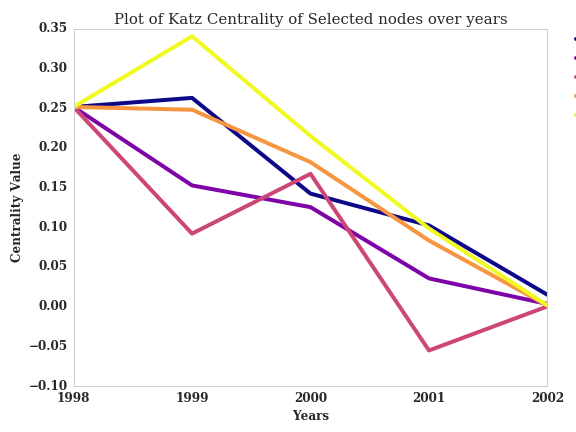 Plot of Katz Centrality of Selected nodes over years
0.35
0.30
0.25
0.20
0.15
0.10
0.05
0.00
−0.05
−0.10
Centrality Value
1998 1999 2000 2001 2002
Years